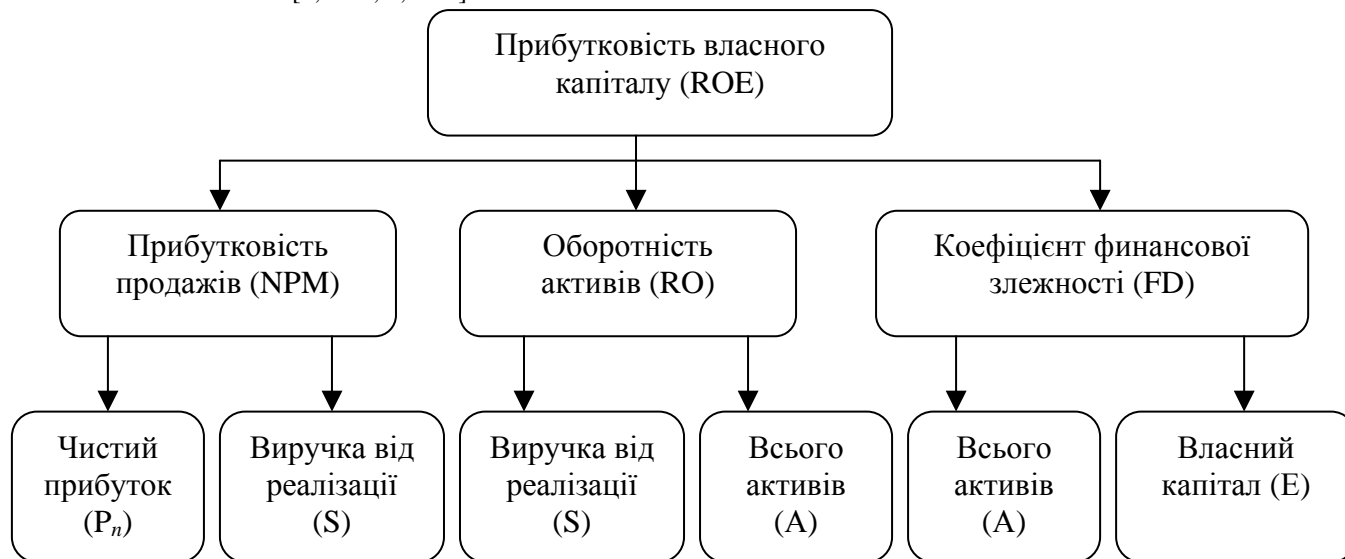 Прибутковість власного
капіталу (ROE)
Прибутковість
продажів (NPM)
Оборотність
активів (RO)
Коефіцієнт финансової
злежності (FD)
Чистий
прибуток
(Pn)
Виручка від
реалізації
(S)
Виручка від
реалізації
(S)
Всього
активів
(A)
Всього
активів
(A)
Власний
капітал (E)